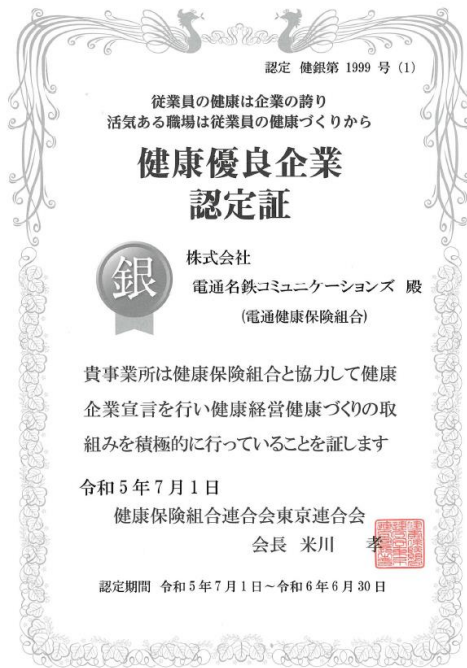 認定 健銀第 1999 号 (1)
従業員の健康は企業の誇り
活気ある職場は従業員の健康づくりから
健康優良企業
認定証
銀
株式会社
電通名鉄コミュニケーションズ 殿
(電通健康保険組合)
貴事業所は健康保険組合と協力して健康
企業宣言を行い健康経営健康づくりの取
組みを積極的に行っていることを証します
令和5年7月1日
健康保険組合連合会東京連合会
会長 米川 孝
認定期間 令和5年7月1日~令和6年6月30日